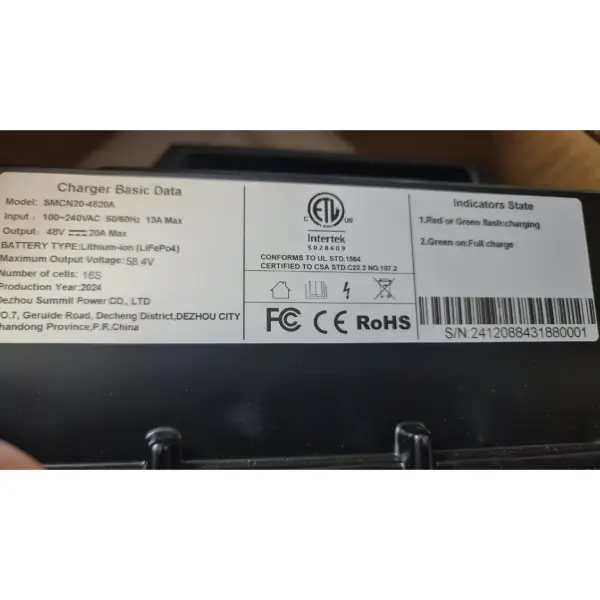 Charger Basic Data
Model: SMCN20-4820A
Input : 100~240VAC 50/60Hz 13A Max
Output: 48V 20A Max
BATTERY TYPE:Lithium-ion (LiFePo4)
Maximum Output Voltage:58.4V
Number of cells: 16S
Production Year:2024
Dezhou Summit Power CO., LTD
NO.7, Geruide Road, Decheng District,DEZHOU CITY
Shandong Province,P.R.China
ETL
C US
Intertek
5028609
CONFORMS TO UL STD.1564
CERTIFIED TO CSA STD.C22.2 NO.107.2
FC CE RoHS
Indicators State
1.Red or Green flash:charging
2.Green on:Full charge
S/N:2412088431880001